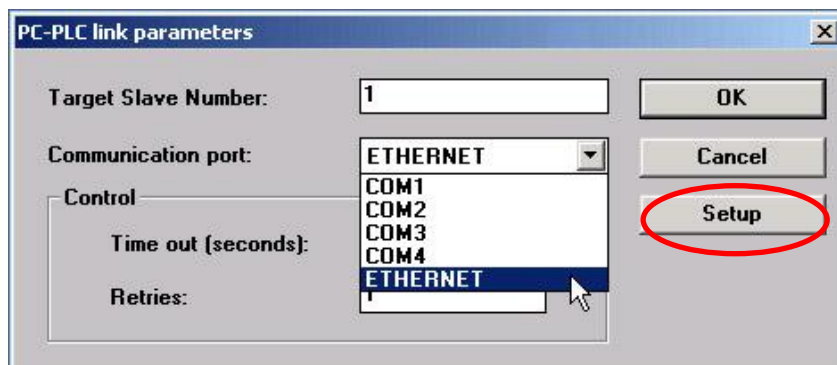 PC-PLC link parameters
Target Slave Number: 1 OK
Communication port: ETHERNET Cancel
COM1
Control COM2 Setup
COM3
Time out (seconds): COM4
ETHERNET
Retries: